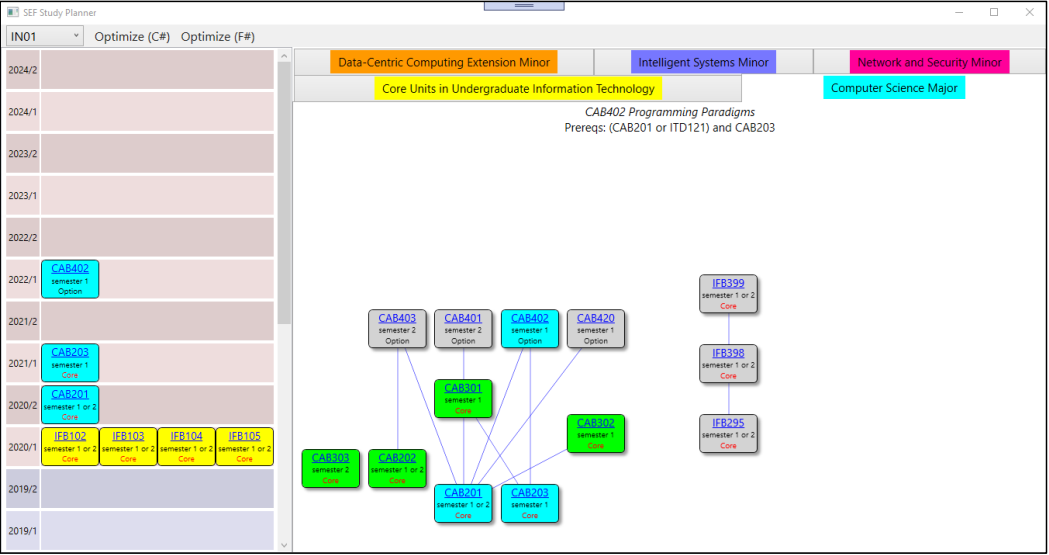 SEF Study Planner
IN01 Optimize (C#) Optimize (F#)
2024/2
2024/1
2023/2
2023/1
2022/2
2022/1
CAB402
semester 1
Option
2021/2
2021/1
CAB203
semester 1
Core
2020/2
CAB201
semester 1 or 2
Core
2020/1
IFB102 IFB103 IFB104 IFB105
semester 1 or 2 semester 1 or 2 semester 1 or 2 semester 1 or 2
Core Core Core Core
2019/2
2019/1
Data-Centric Computing Extension Minor Intelligent Systems Minor Network and Security Minor
Core Units in Undergraduate Information Technology Computer Science Major
CAB402 Programming Paradigms
Prereqs: (CAB201 or ITD121) and CAB203
IFB399
semester 1 or 2
Core
CAB403 CAB401 CAB402 CAB420
semester 2 semester 2 semester 1 semester 1
Option Option Option Option
IFB398
semester 1 or 2
Core
CAB301
semester 1
Core
CAB302
semester 1
Core
IFB295
semester 1 or 2
Core
CAB303 CAB202
semester 2 semester 1 or 2
Core Core
CAB201 CAB203
semester 1 or 2 semester 1
Core Core